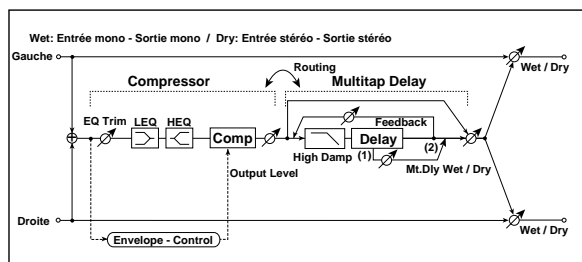 Wet: Entrée mono - Sortie mono / Dry: Entrée stéréo - Sortie stéréo
Gauche
Wet / Dry
Routing
Compressor
Multitap Delay
EQ Trim
LEQ
HEQ
Feedback
Comp
Delay
High Damp
(1)
(2)
Mt.Dly Wet / Dry
Output Level
Droite
Wet / Dry
Envelope - Control